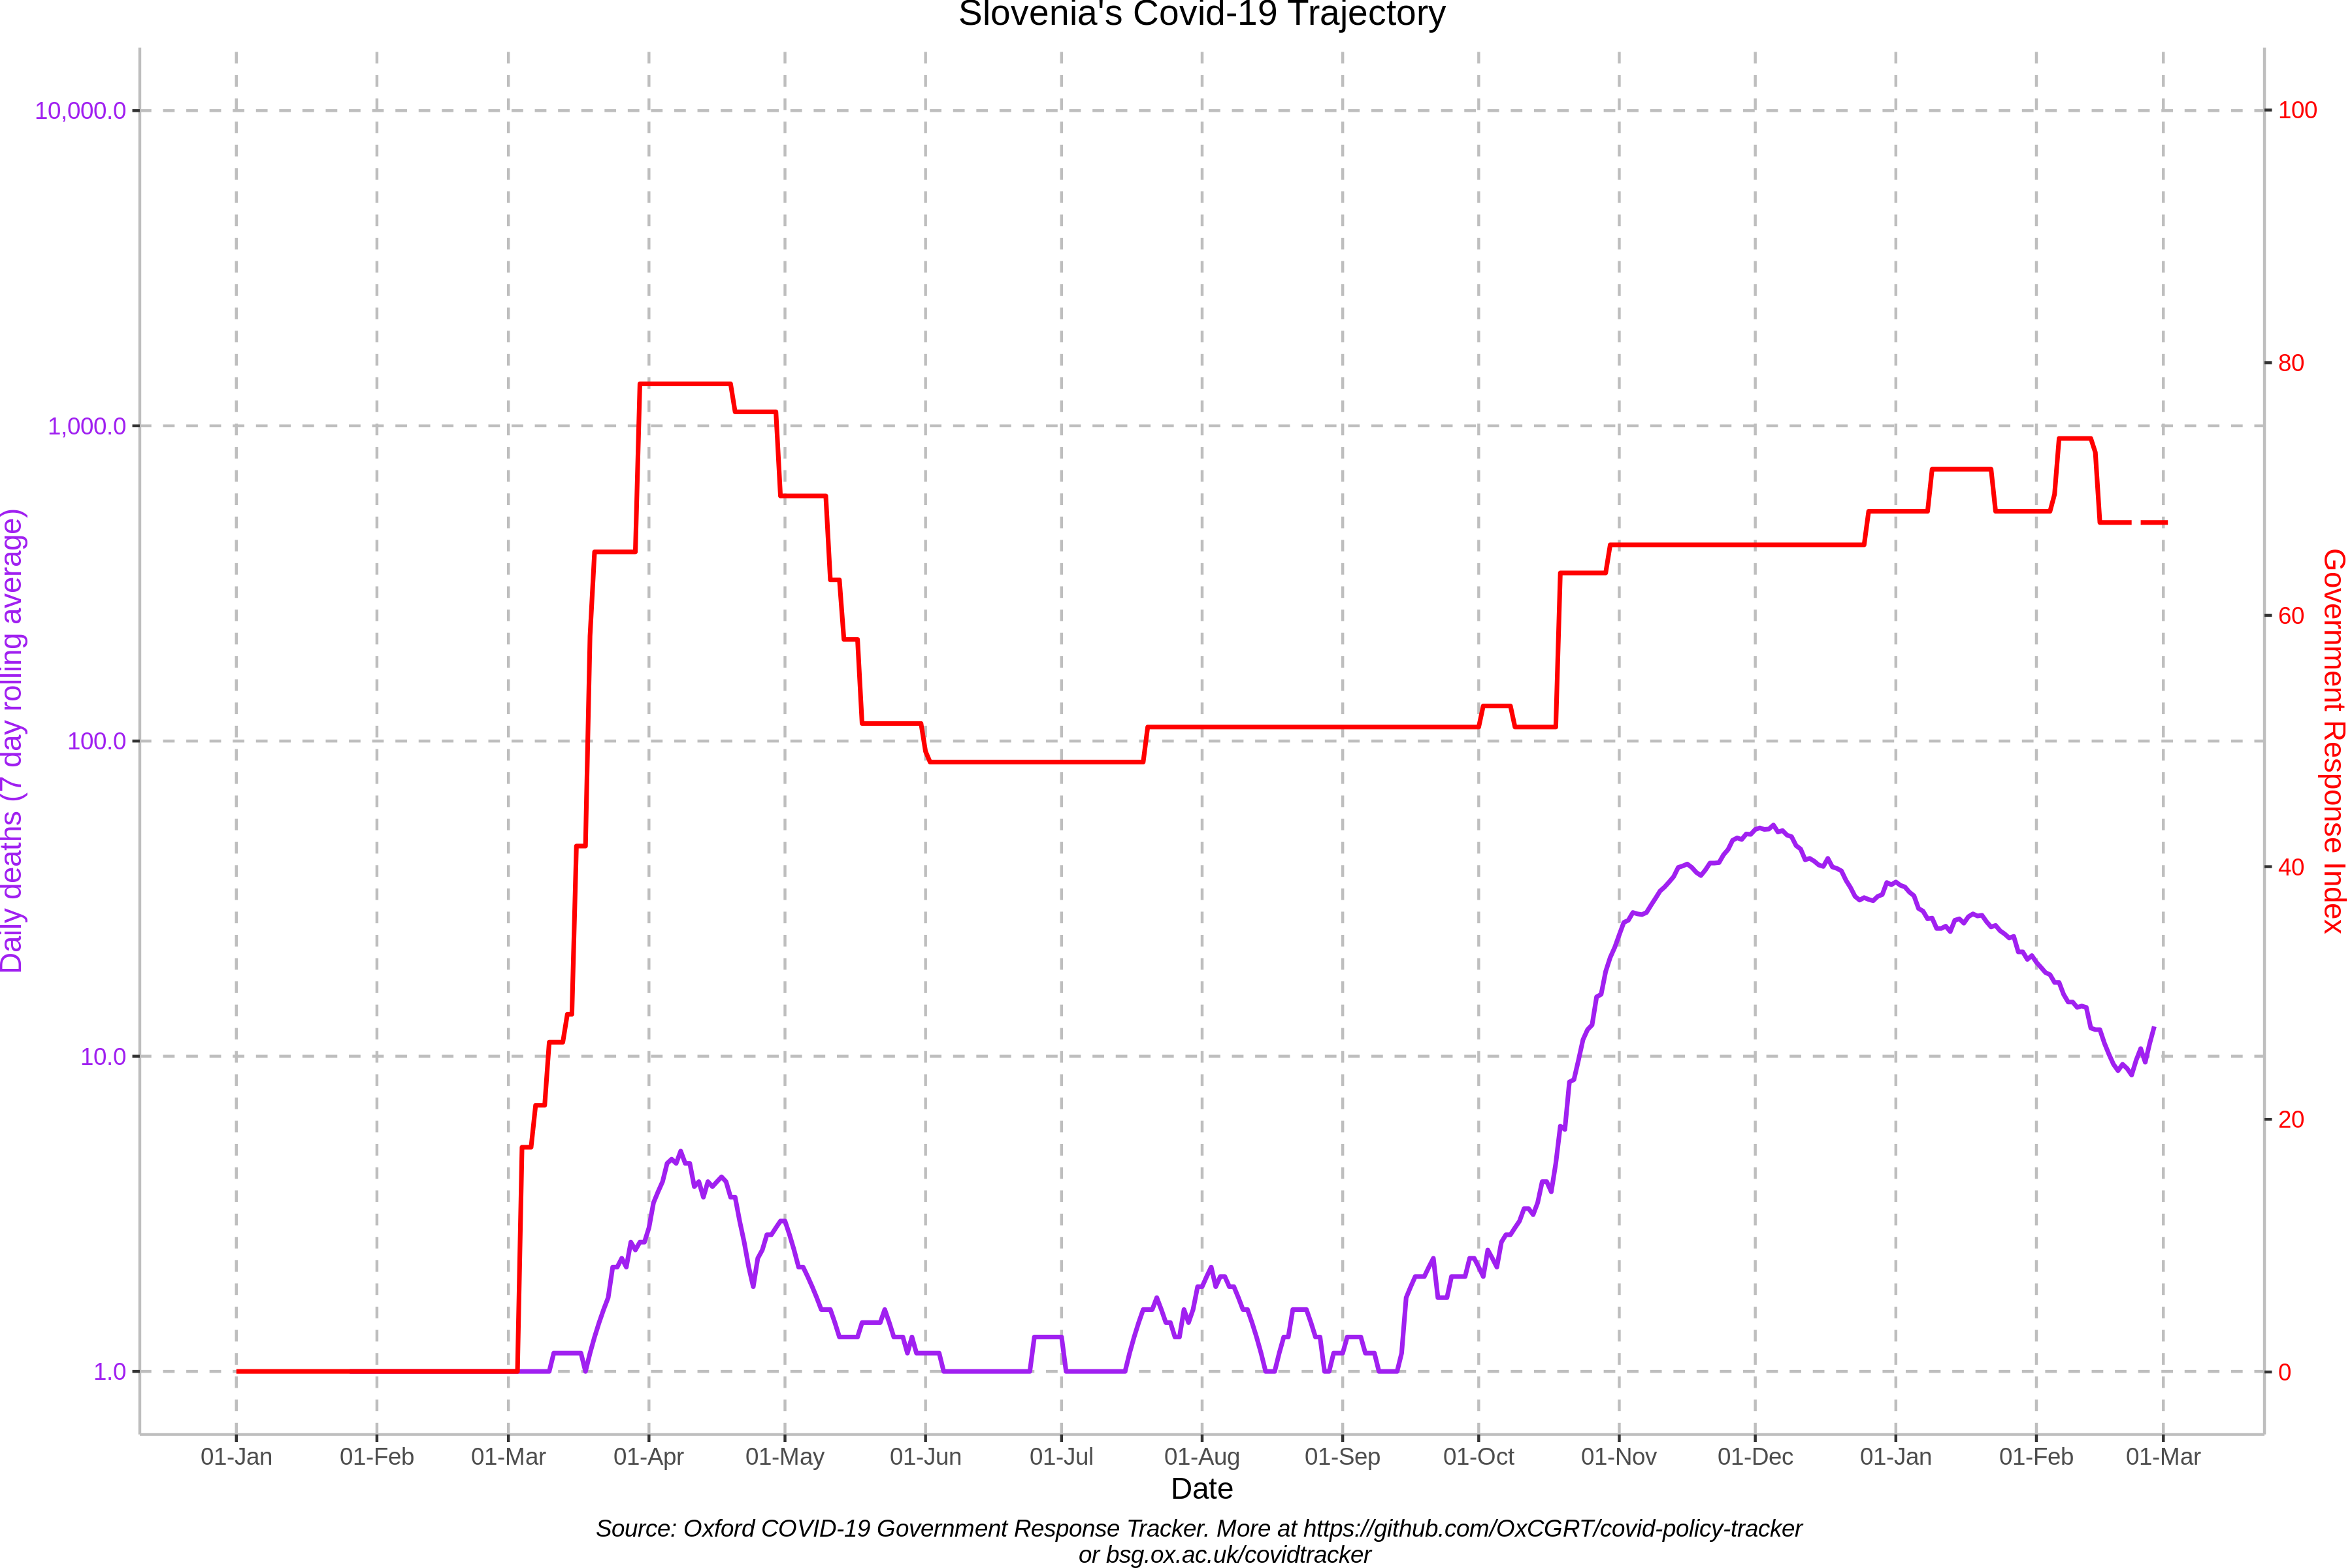 Slovenia's Covid-19 Trajectory
10,000.0
1,000.0
100.0
10.0
1.0
Daily deaths (7 day rolling average)
100
80
60
40
20
0
Government Response Index
01-Jan 01-Feb 01-Mar 01-Apr 01-May 01-Jun 01-Jul 01-Aug 01-Sep 01-Oct 01-Nov 01-Dec 01-Jan 01-Feb 01-Mar
Date
Source: Oxford COVID-19 Government Response Tracker. More at https://github.com/OxCGRT/covid-policy-tracker
or bsg.ox.ac.uk/covidtracker